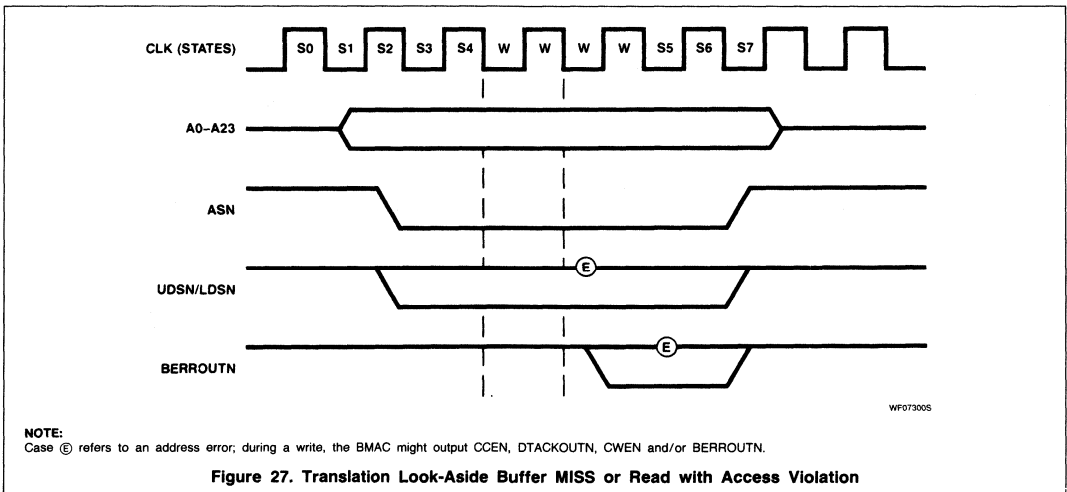 CLK (STATES) S0 S1 S2 S3 S4 W W W W S5 S6 S7
A0–A23
ASN
E
UDSN/LDSN
E
BERROUTN
WF07300S
NOTE:
Case Ⓔ refers to an address error; during a write, the BMAC might output CCEN, DTACKOUTN, CWEN and/or BERROUTN.
Figure 27. Translation Look-Aside Buffer MISS or Read with Access Violation